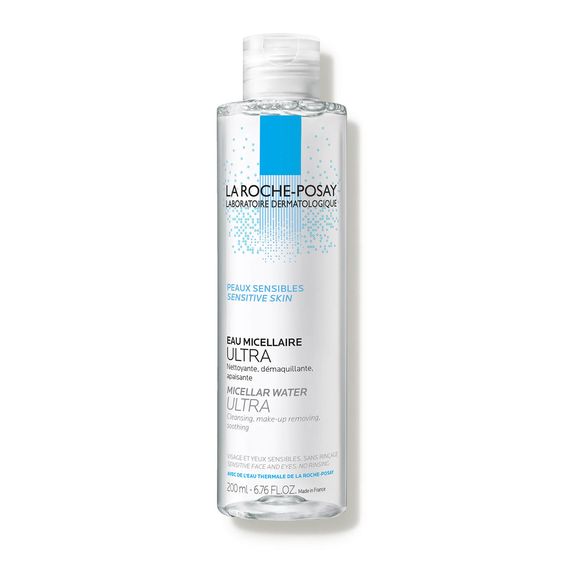 LA ROCHE-POSAY
LABORATOIRE DERMATOLOGIQUE
PEAUX SENSIBLES
SENSITIVE SKIN
EAU MICELLAIRE
ULTRA
Nettoyante, démaquillante,
apaisante
MICELLAR WATER
ULTRA
Cleansing, make-up removing,
soothing
VISAGE ET YEUX SENSIBLES, SANS RINÇAGE
SENSITIVE FACE AND EYES, NO RINSING
AVEC DE L'EAU THERMALE DE LA ROCHE-POSAY
200 ml - 6.76 FL.OZ. Made in France